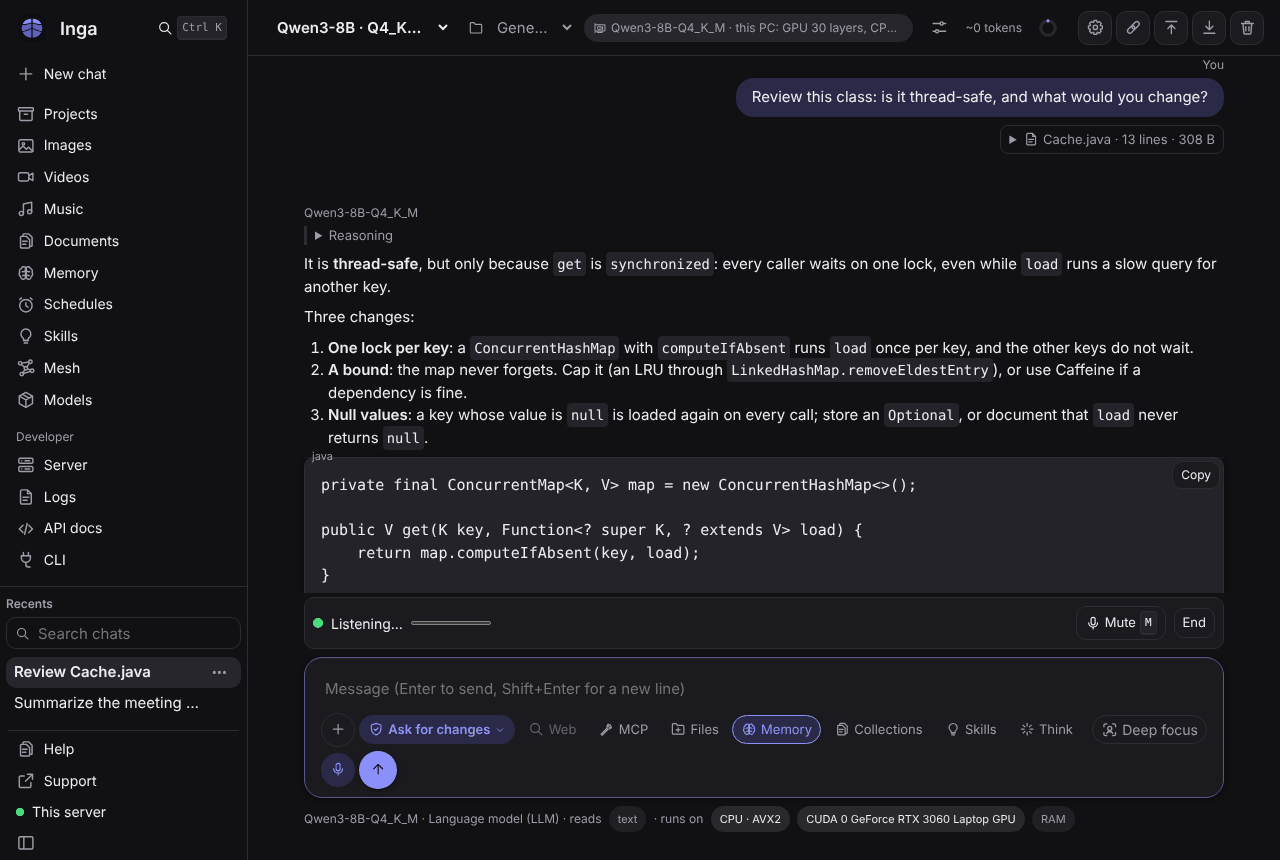 Inga
Ctrl K
New chat
Projects
Images
Videos
Music
Documents
Memory
Schedules
Skills
Mesh
Models
Developer
Server
Logs
API docs
CLI
Recents
Search chats
Review Cache.java
Summarize the meeting ...
Help
Support
This server
Qwen3-8B · Q4_K...
Gene...
Qwen3-8B-Q4_K_M · this PC: GPU 30 layers, CP...
~0 tokens
You
Review this class: is it thread-safe, and what would you change?
Cache.java · 13 lines · 308 B
Qwen3-8B-Q4_K_M
Reasoning
It is thread-safe, but only because get is synchronized: every caller waits on one lock, even while load runs a slow query for
another key.
Three changes:
1. One lock per key: a ConcurrentHashMap with computeIfAbsent runs load once per key, and the other keys do not wait.
2. A bound: the map never forgets. Cap it (an LRU through LinkedHashMap.removeEldestEntry), or use Caffeine if a
dependency is fine.
3. Null values: a key whose value is null is loaded again on every call; store an Optional, or document that load never
returns null.
java
Copy
private final ConcurrentMap<K, V> map = new ConcurrentHashMap<>();
public V get(K key, Function<? super K, ? extends V> load) {
    return map.computeIfAbsent(key, load);
}
Listening...
Mute M
End
Message (Enter to send, Shift+Enter for a new line)
Ask for changes
Web
MCP
Files
Memory
Collections
Skills
Think
Deep focus
Qwen3-8B-Q4_K_M · Language model (LLM) · reads text · runs on CPU · AVX2 CUDA 0 GeForce RTX 3060 Laptop GPU RAM